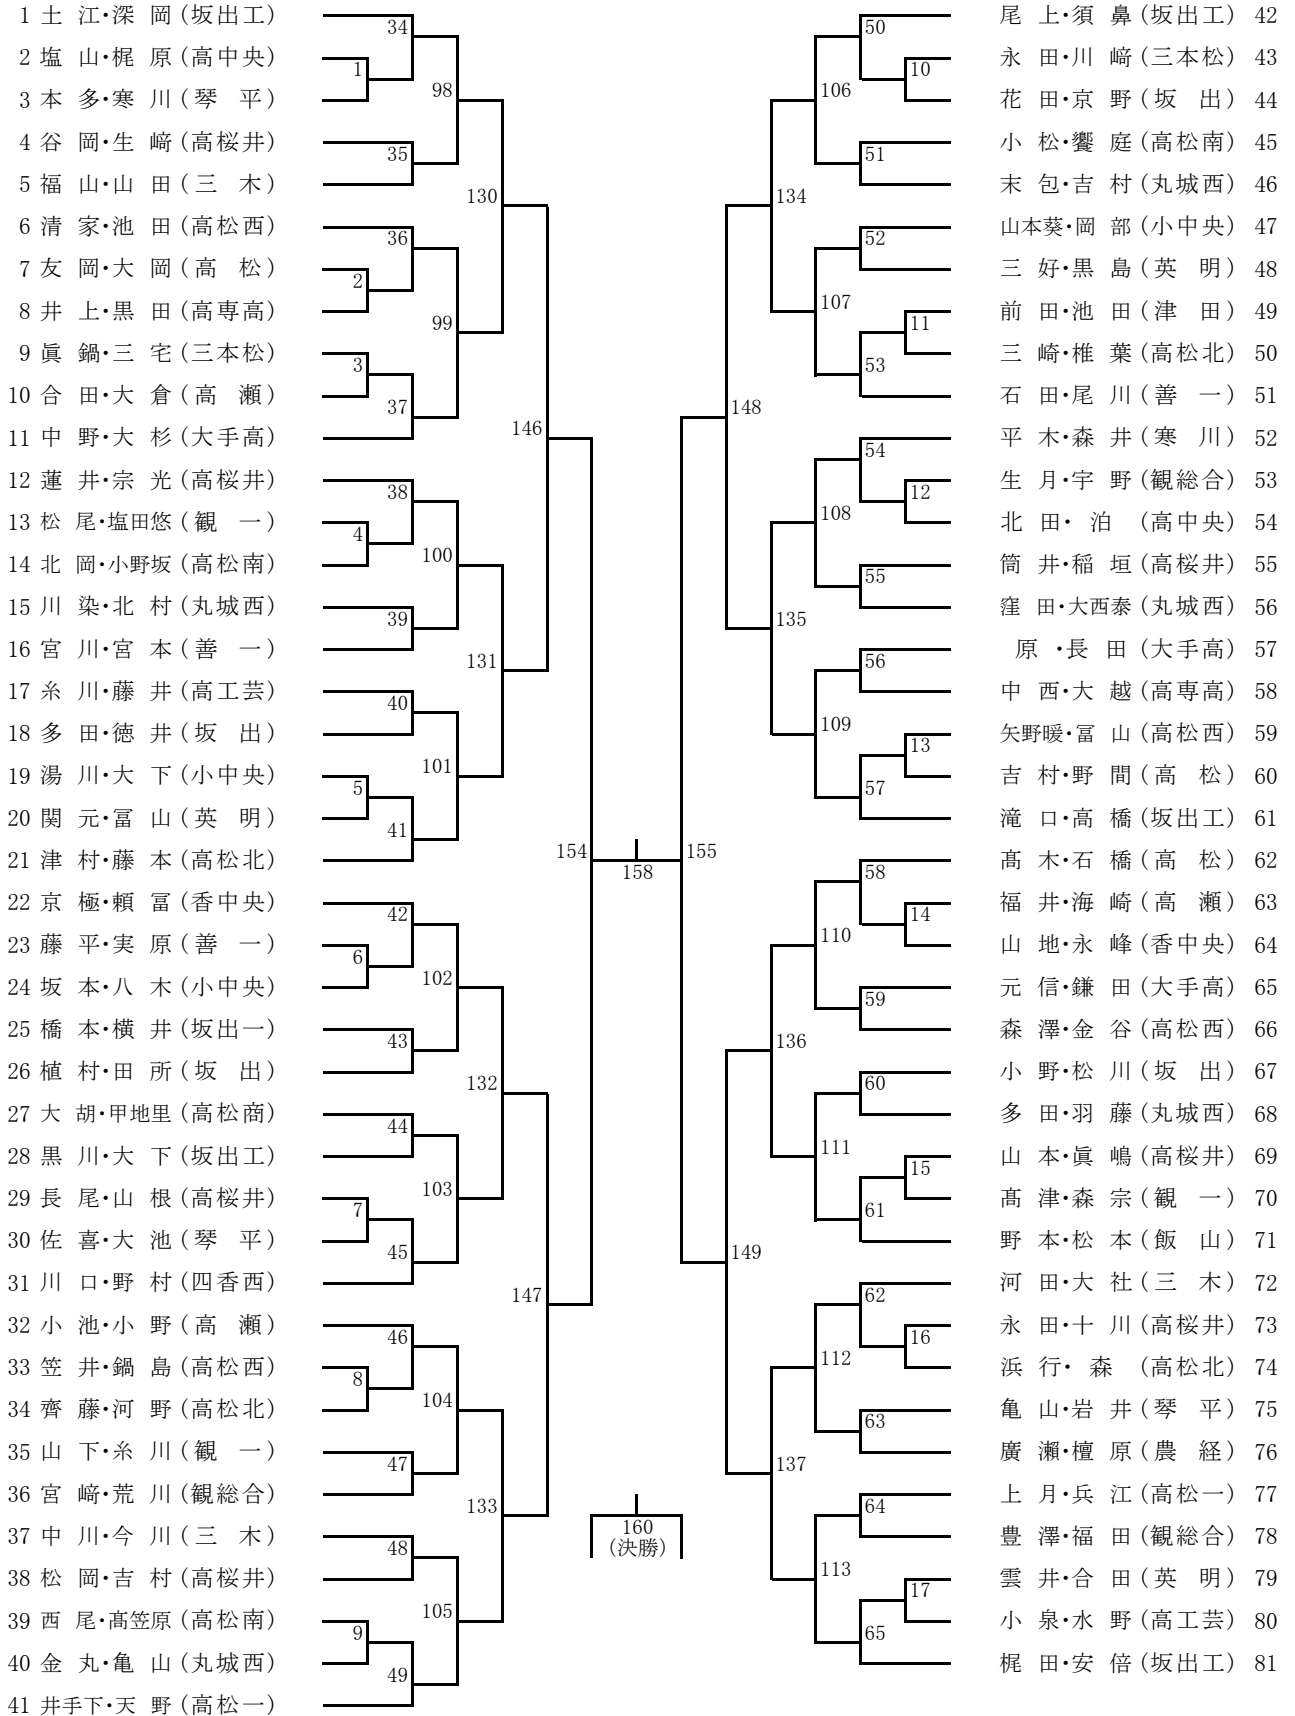 1 土 江・深 岡 (坂出工)
2 塩 山・梶 原 (高中央)
3 本 多・寒 川 (琴 平)
4 谷 岡・生 﨑 (高桜井)
5 福 山・山 田 (三 木)
6 清 家・池 田 (高松西)
7 友 岡・大 岡 (高 松)
8 井 上・黒 田 (高専高)
9 眞 鍋・三 宅 (三本松)
10 合 田・大 倉 (高 瀬)
11 中 野・大 杉 (大手高)
12 蓮 井・宗 光 (高桜井)
13 松 尾・塩田悠 (観 一)
14 北 岡・小野坂 (高松南)
15 川 染・北 村 (丸城西)
16 宮 川・宮 本 (善 一)
17 糸 川・藤 井 (高工芸)
18 多 田・徳 井 (坂 出)
19 湯 川・大 下 (小中央)
20 関 元・冨 山 (英 明)
21 津 村・藤 本 (高松北)
22 京 極・頼 冨 (香中央)
23 藤 平・実 原 (善 一)
24 坂 本・八 木 (小中央)
25 橋 本・横 井 (坂出一)
26 植 村・田 所 (坂 出)
27 大 胡・甲地里 (高松商)
28 黒 川・大 下 (坂出工)
29 長 尾・山 根 (高桜井)
30 佐 喜・大 池 (琴 平)
31 川 口・野 村 (四香西)
32 小 池・小 野 (高 瀬)
33 笠 井・鍋 島 (高松西)
34 齊 藤・河 野 (高松北)
35 山 下・糸 川 (観 一)
36 宮 﨑・荒 川 (観総合)
37 中 川・今 川 (三 木)
38 松 岡・吉 村 (高桜井)
39 西 尾・髙笠原 (高松南)
40 金 丸・亀 山 (丸城西)
41 井手下・天 野 (高松一)
1
2
3
4
5
6
7
8
9
34
35
36
37
38
39
40
41
42
43
44
45
46
47
48
49
98
99
100
101
102
103
104
105
130
131
132
133
146
147
154
158
160
(決勝)
155
148
149
134
135
136
137
106
107
108
109
110
111
112
113
50
51
52
53
54
55
56
57
58
59
60
61
62
63
64
65
10
11
12
13
14
15
16
17
尾 上・須 鼻 (坂出工) 42
永 田・川 﨑 (三本松) 43
花 田・京 野 (坂 出) 44
小 松・饗 庭 (高松南) 45
末 包・吉 村 (丸城西) 46
山本葵・岡 部 (小中央) 47
三 好・黒 島 (英 明) 48
前 田・池 田 (津 田) 49
三 崎・椎 葉 (高松北) 50
石 田・尾 川 (善 一) 51
平 木・森 井 (寒 川) 52
生 月・宇 野 (観総合) 53
北 田・ 泊 (高中央) 54
筒 井・稲 垣 (高桜井) 55
窪 田・大西泰 (丸城西) 56
原 ・長 田 (大手高) 57
中 西・大 越 (高専高) 58
矢野暖・冨 山 (高松西) 59
吉 村・野 間 (高 松) 60
滝 口・高 橋 (坂出工) 61
髙 木・石 橋 (高 松) 62
福 井・海 崎 (高 瀬) 63
山 地・永 峰 (香中央) 64
元 信・鎌 田 (大手高) 65
森 澤・金 谷 (高松西) 66
小 野・松 川 (坂 出) 67
多 田・羽 藤 (丸城西) 68
山 本・眞 嶋 (高桜井) 69
髙 津・森 宗 (観 一) 70
野 本・松 本 (飯 山) 71
河 田・大 社 (三 木) 72
永 田・十 川 (高桜井) 73
浜 行・ 森 (高松北) 74
亀 山・岩 井 (琴 平) 75
廣 瀬・檀 原 (農 経) 76
上 月・兵 江 (高松一) 77
豊 澤・福 田 (観総合) 78
雲 井・合 田 (英 明) 79
小 泉・水 野 (高工芸) 80
梶 田・安 倍 (坂出工) 81